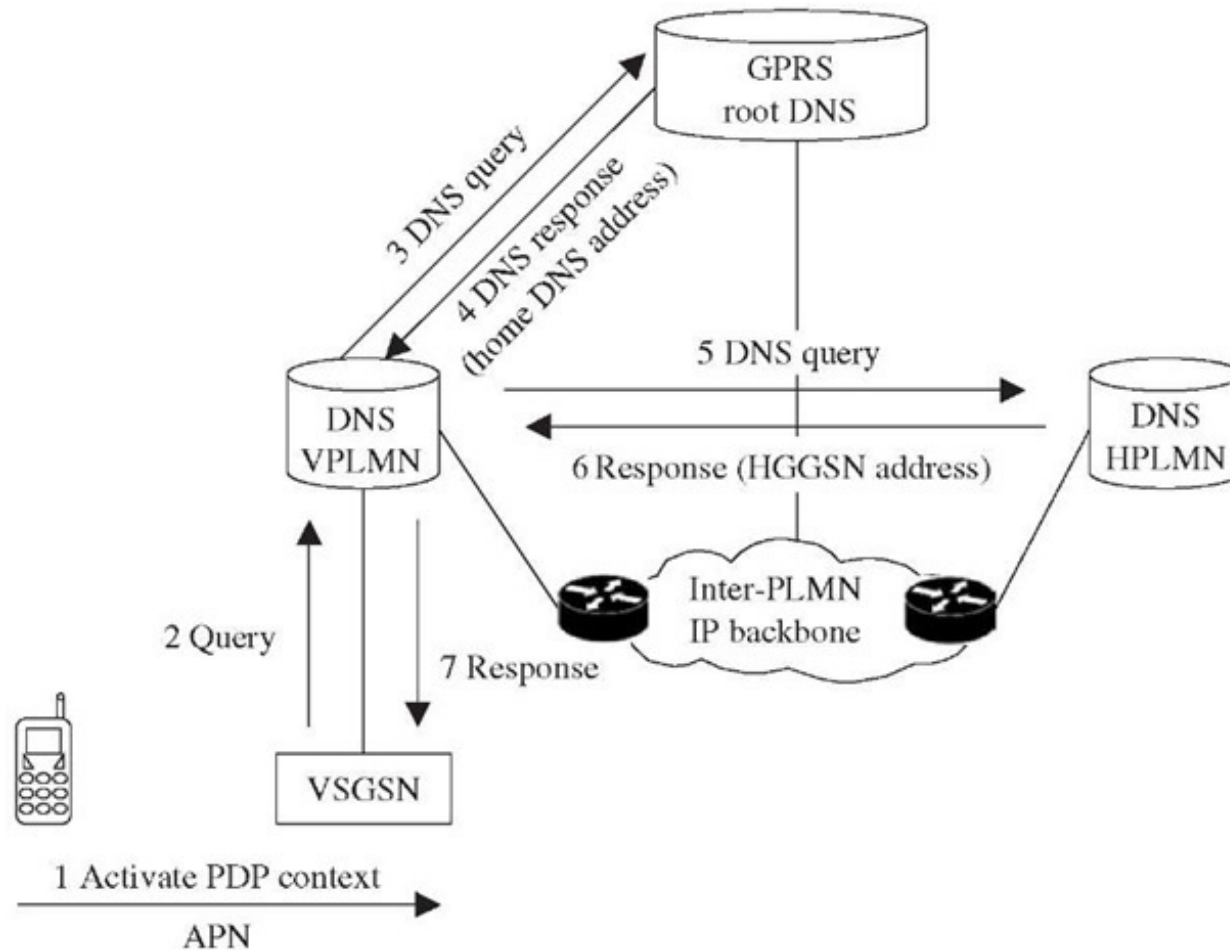 GPRS
root DNS
3 DNS query
4 DNS response
(home DNS address)
5 DNS query
DNS
VPLMN
DNS
HPLMN
6 Response (HGGSN address)
Inter-PLMN
IP backbone
2 Query
7 Response
VSGSN
1 Activate PDP context
APN